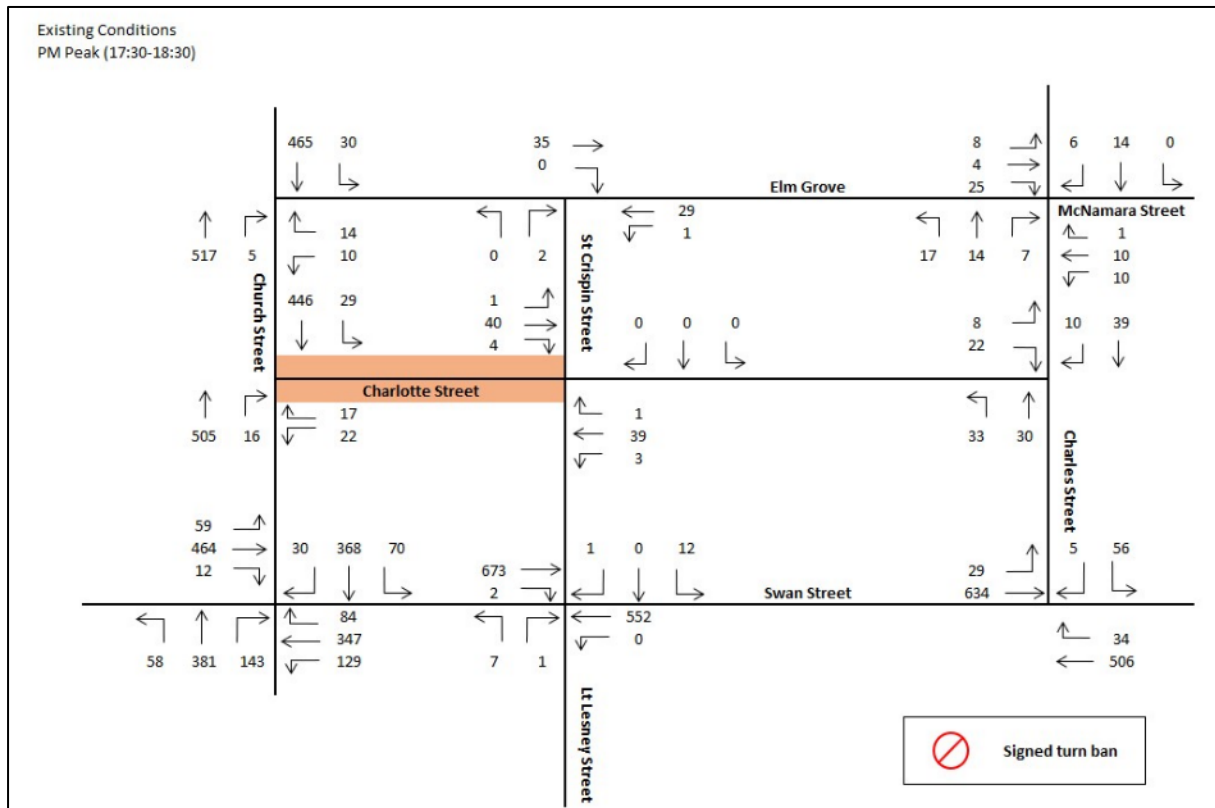 Existing Conditions
PM Peak (17:30-18:30)
465 30 35 8 6 14 0
0 4
Elm Grove 25
McNamara Street
14 29 1
517 5 10 0 2 1 17 14 7 10
10
Church Street
St Crispin Street
446 29 1
40 0 0 0 8 10 39
4 22
Charlotte Street
17 1
505 16 22 39 33 30
3
Charles Street
59
464 30 368 70 673 1 0 12 29 5 56
12 2 Swan Street 634
84 552
347 0 34
58 381 143 129 7 1 506
Lt Lesney Street
Signed turn ban